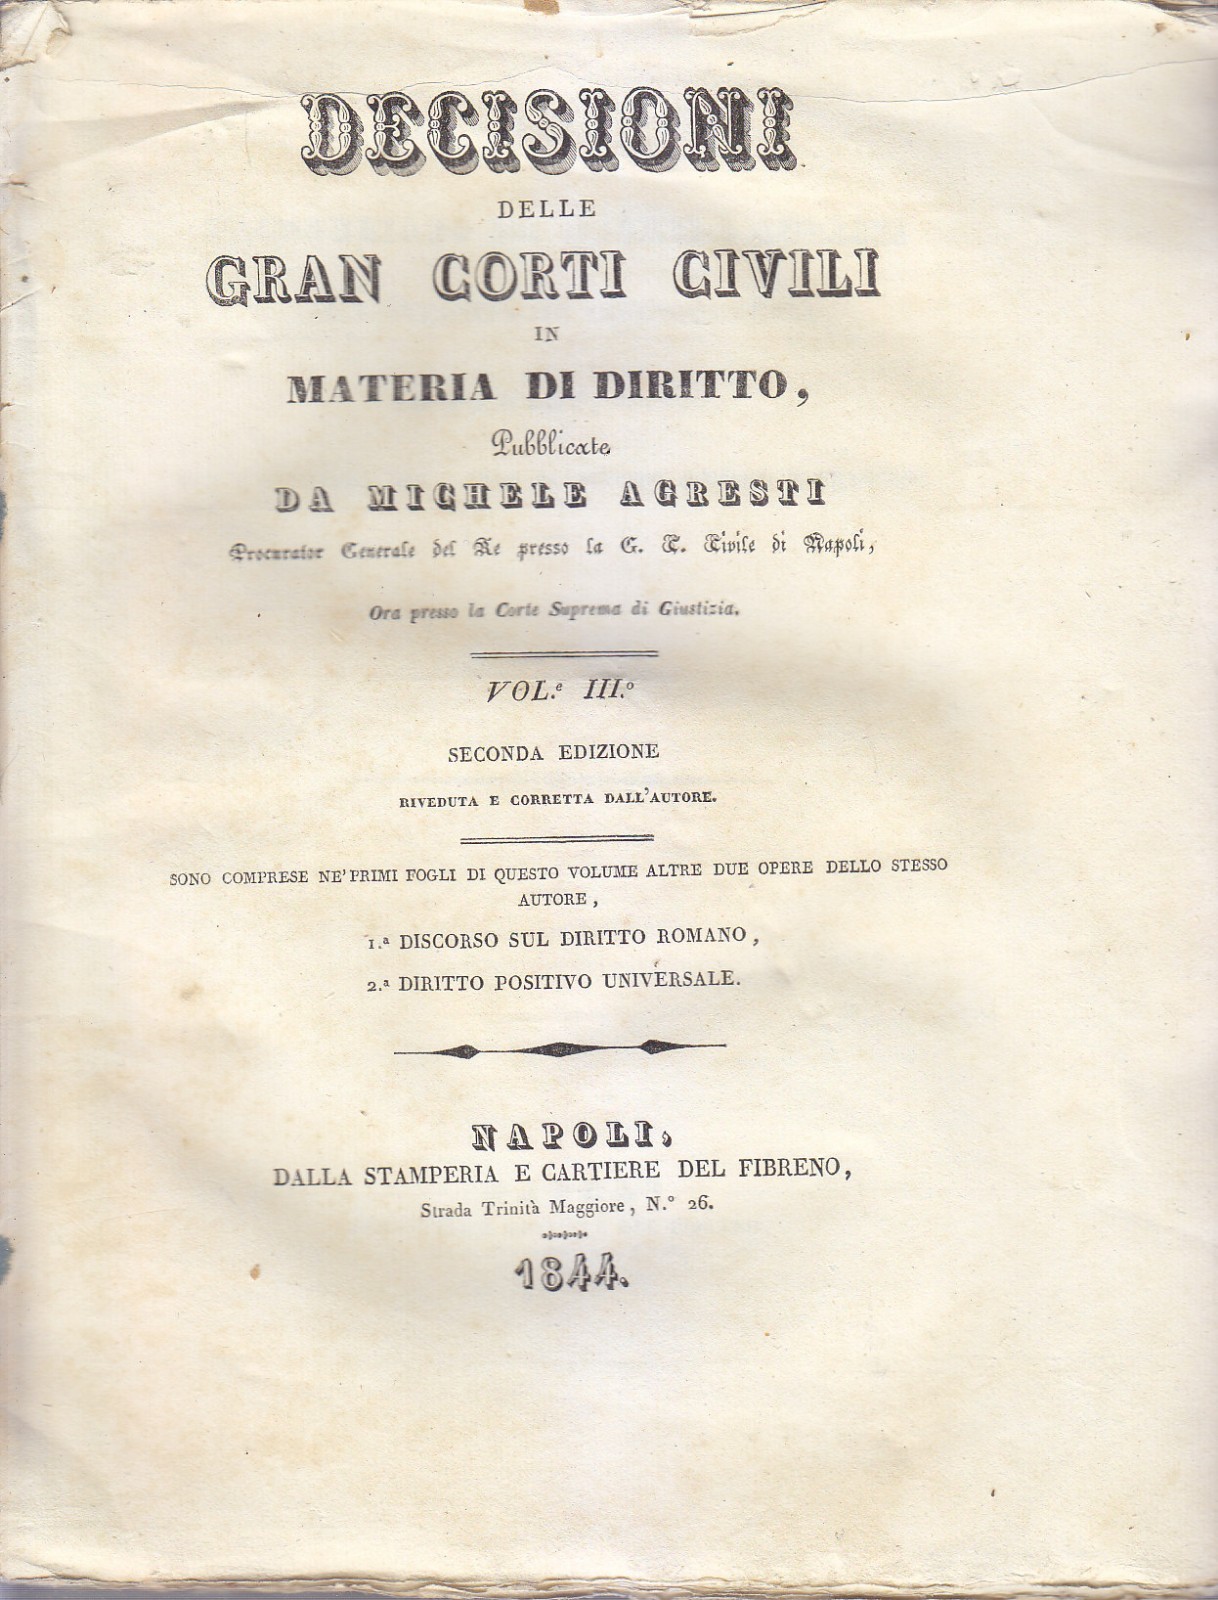 DECISIONI
DELLE
GRAN CORTI CIVILI
IN
MATERIA DI DIRITTO,
Pubblicate
DA MICHELE AGRESTI
Procurator Generale del Re presso la G. C. Civile di Napoli,
Ora presso la Corte Suprema di Giustizia.
VOL.e III.o
SECONDA EDIZIONE
RIVEDUTA E CORRETTA DALL'AUTORE.
SONO COMPRESE NE' PRIMI FOGLI DI QUESTO VOLUME ALTRE DUE OPERE DELLO STESSO
AUTORE,
1.a DISCORSO SUL DIRITTO ROMANO,
2.a DIRITTO POSITIVO UNIVERSALE.
NAPOLI,
DALLA STAMPERIA E CARTIERE DEL FIBRENO,
Strada Trinità Maggiore, N.° 26.
1844.